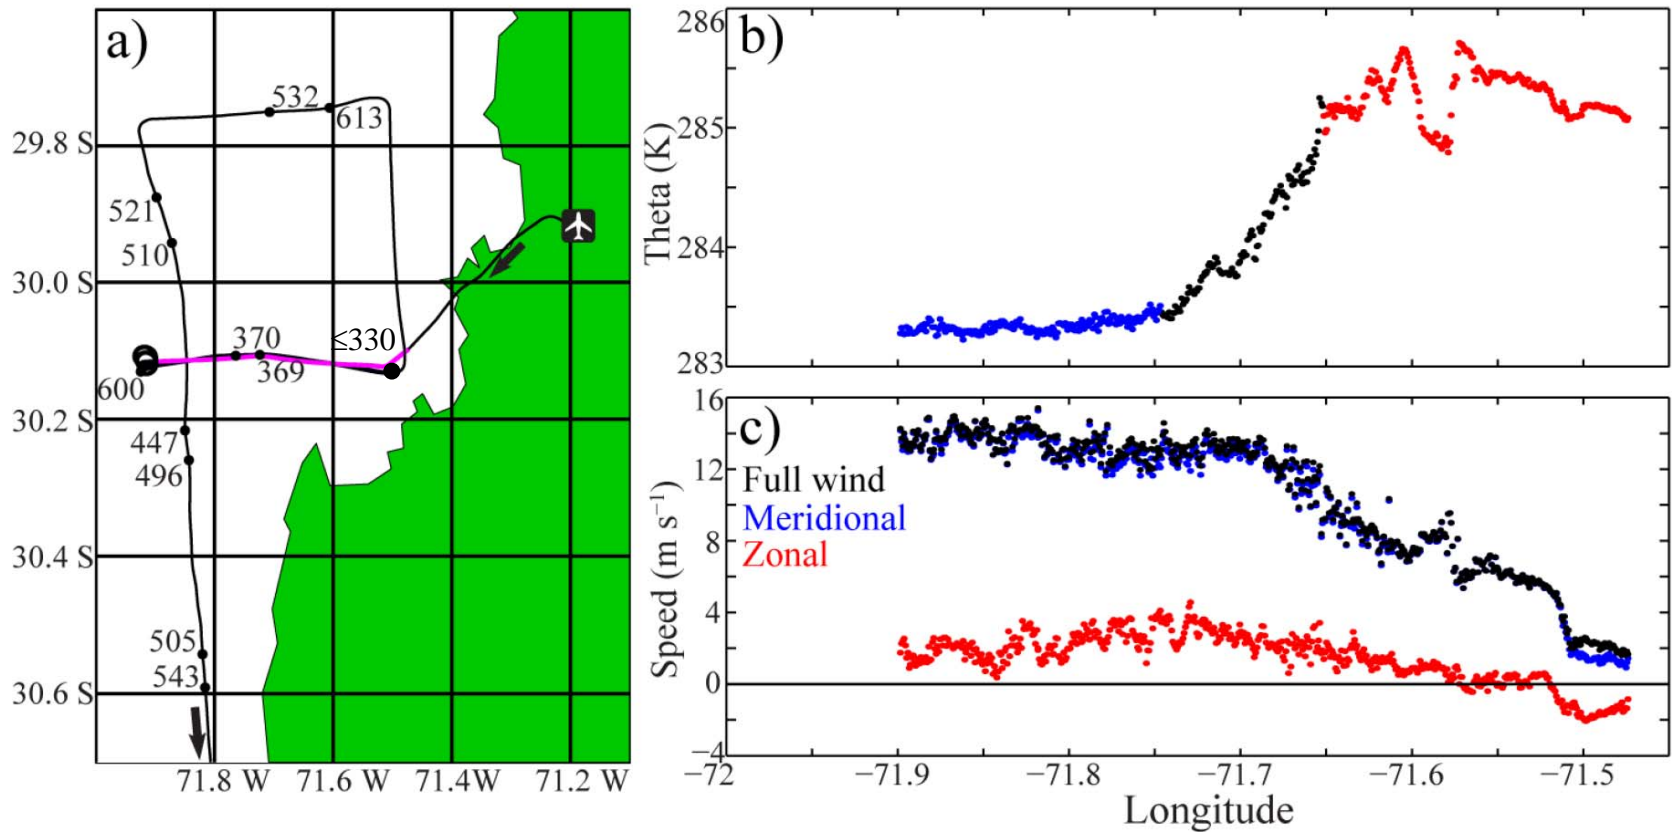 a)
532
613
29.8 S
521
510
30.0 S
370
≤330
369
600
30.2 S
447
496
30.4 S
505
543
30.6 S
71.8 W
71.6 W
71.4W
71.2 W
b)
286
285
284
283
Theta (K)
c)
16
12
8
4
0
−4
Speed (m s⁻¹)
Full wind
Meridional
Zonal
−72
−71.9
−71.8
−71.7
−71.6
−71.5
Longitude